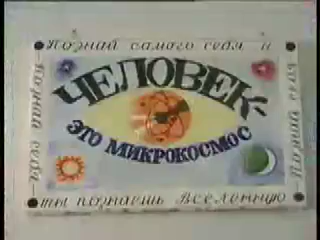 Познай самого себя — и
ЧЕЛОВЕК-
ЭТО МИКРОКОСМОС
ты познаешь Вселенную